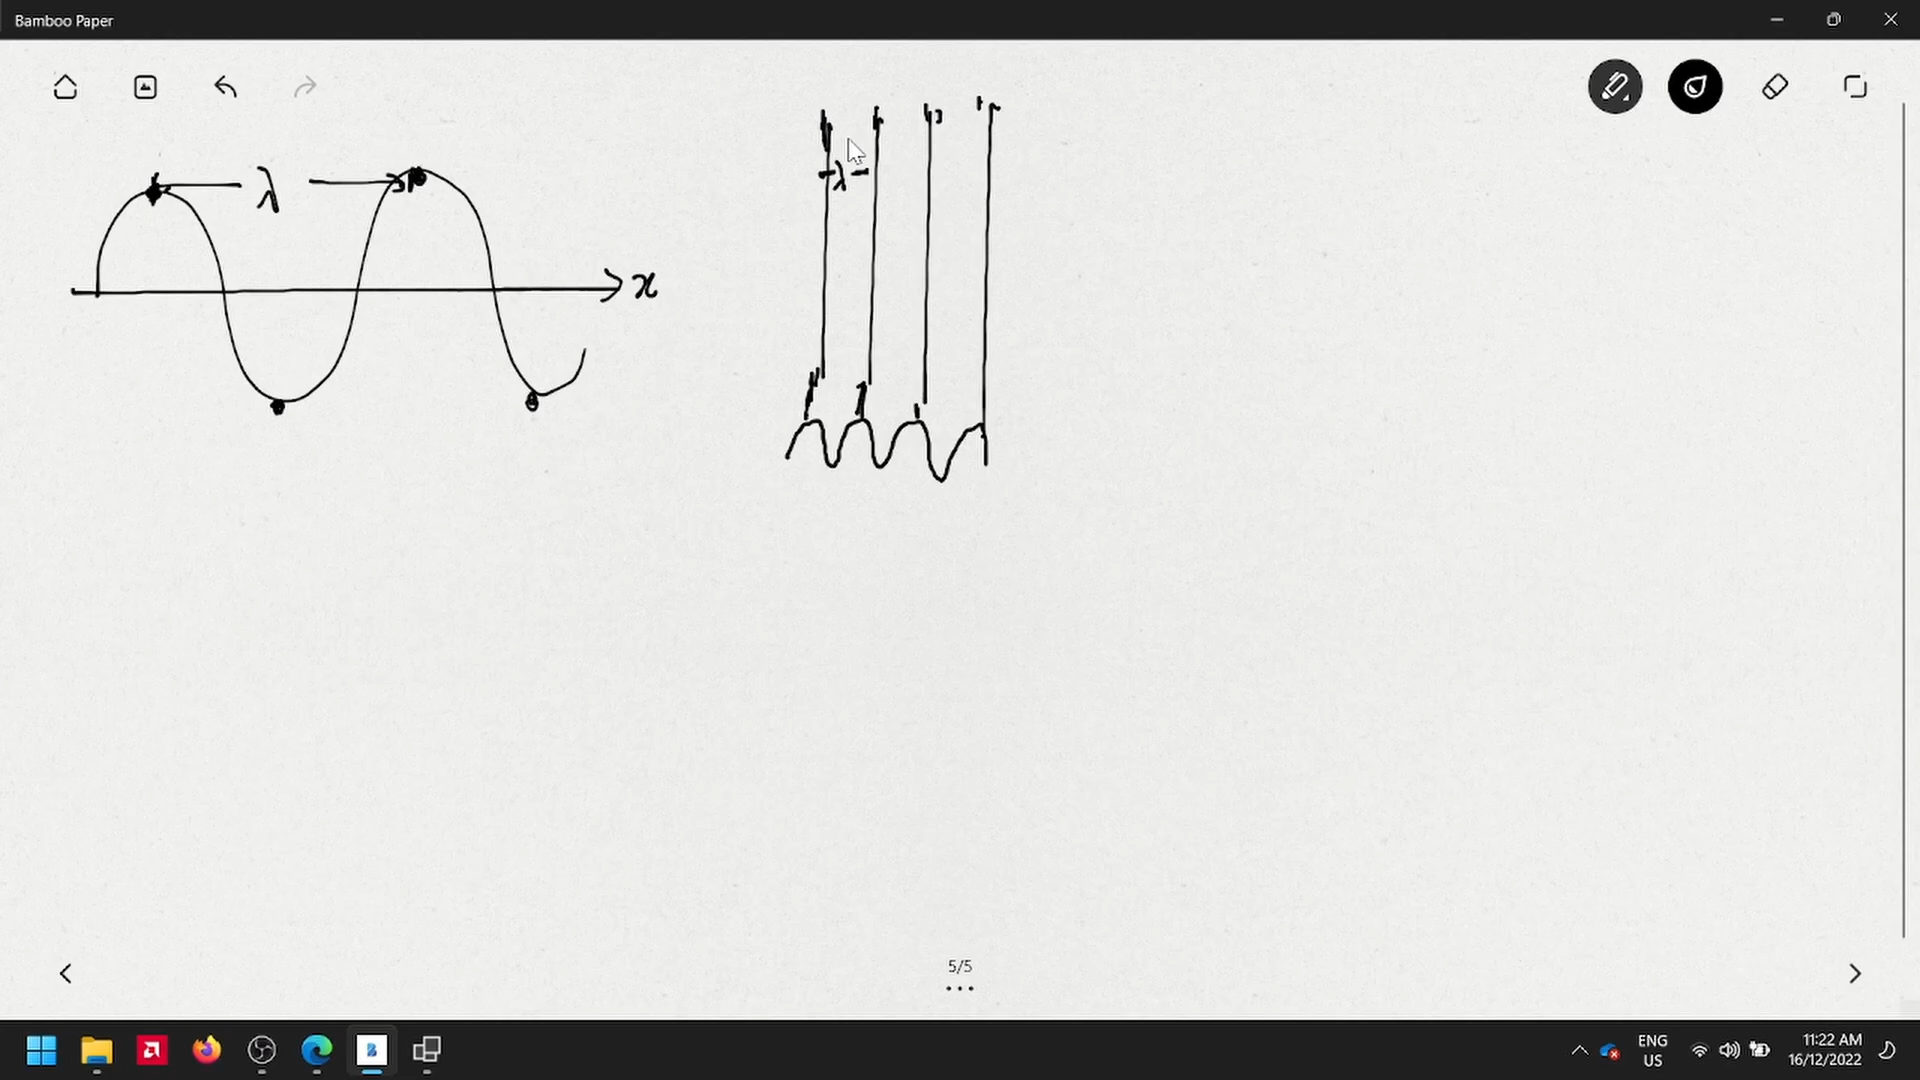 Bamboo Paper
λ
x
λ
5/5
ENG
US
11:22 AM
16/12/2022